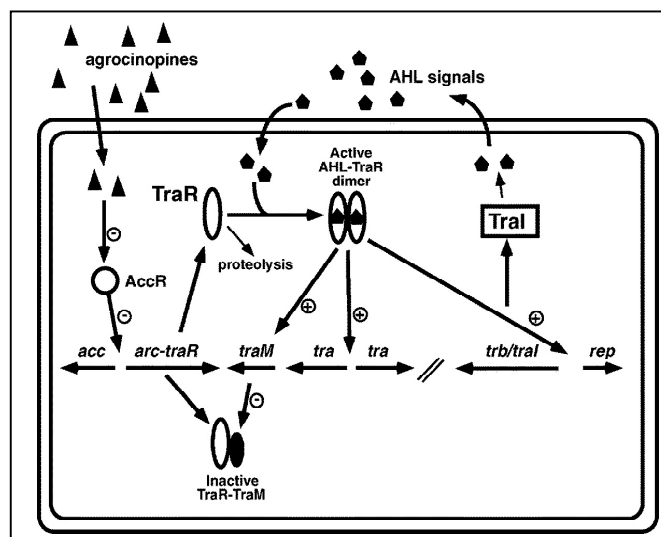 agrocinopines
AHL signals
Active
AHL-TraR
dimer
TraR
TraI
proteolysis
⊖
AccR
⊖
⊕
⊕
⊕
acc
arc-traR
traM
tra
tra
trb/traI
rep
⊖
Inactive
TraR-TraM